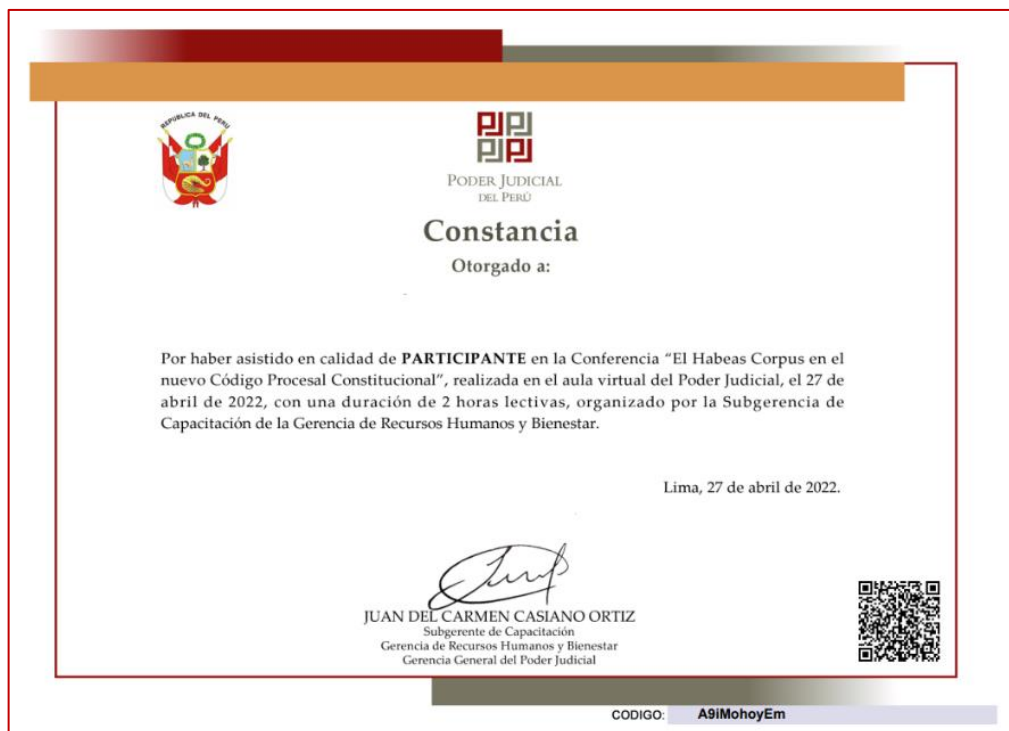 REPÚBLICA DEL PERÚ
PODER JUDICIAL
DEL PERÚ
Constancia
Otorgado a:
Por haber asistido en calidad de PARTICIPANTE en la Conferencia “El Habeas Corpus en el
nuevo Código Procesal Constitucional”, realizada en el aula virtual del Poder Judicial, el 27 de
abril de 2022, con una duración de 2 horas lectivas, organizado por la Subgerencia de
Capacitación de la Gerencia de Recursos Humanos y Bienestar.
Lima, 27 de abril de 2022.
JUAN DEL CARMEN CASIANO ORTIZ
Subgerente de Capacitación
Gerencia de Recursos Humanos y Bienestar
Gerencia General del Poder Judicial
CODIGO: A9iMohoyEm